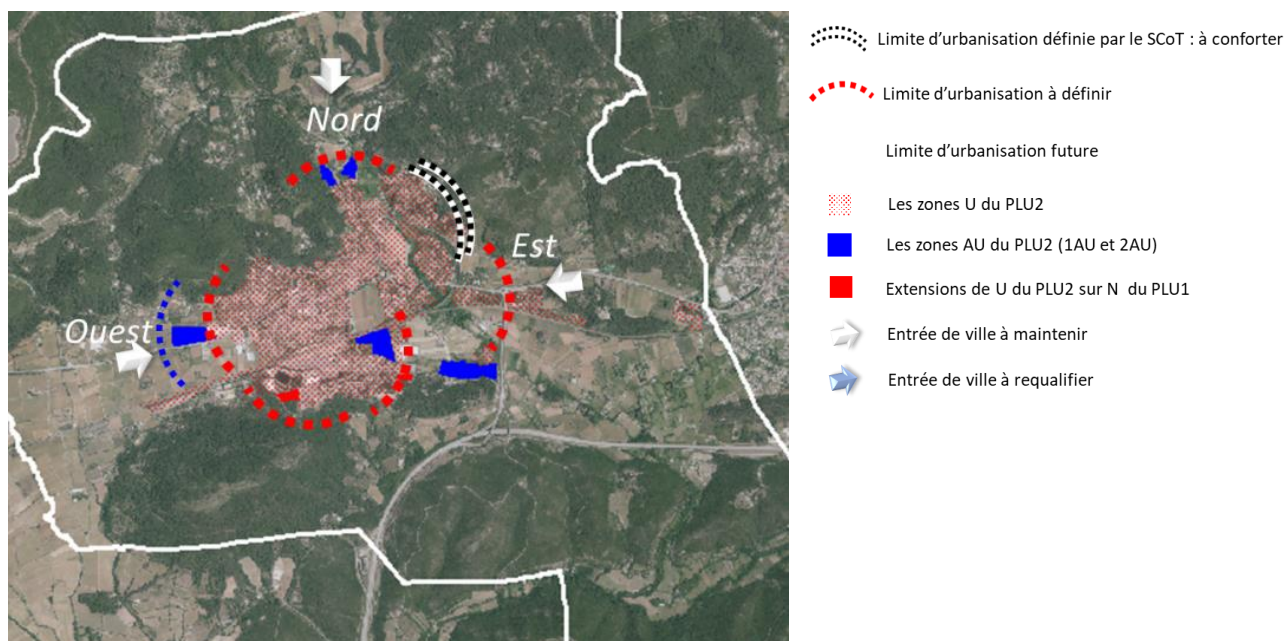 Nord
Est
Ouest
Limite d’urbanisation définie par le SCoT : à conforter
Limite d’urbanisation à définir
Limite d’urbanisation future
Les zones U du PLU2
Les zones AU du PLU2 (1AU et 2AU)
Extensions de U du PLU2 sur N du PLU1
Entrée de ville à maintenir
Entrée de ville à requalifier